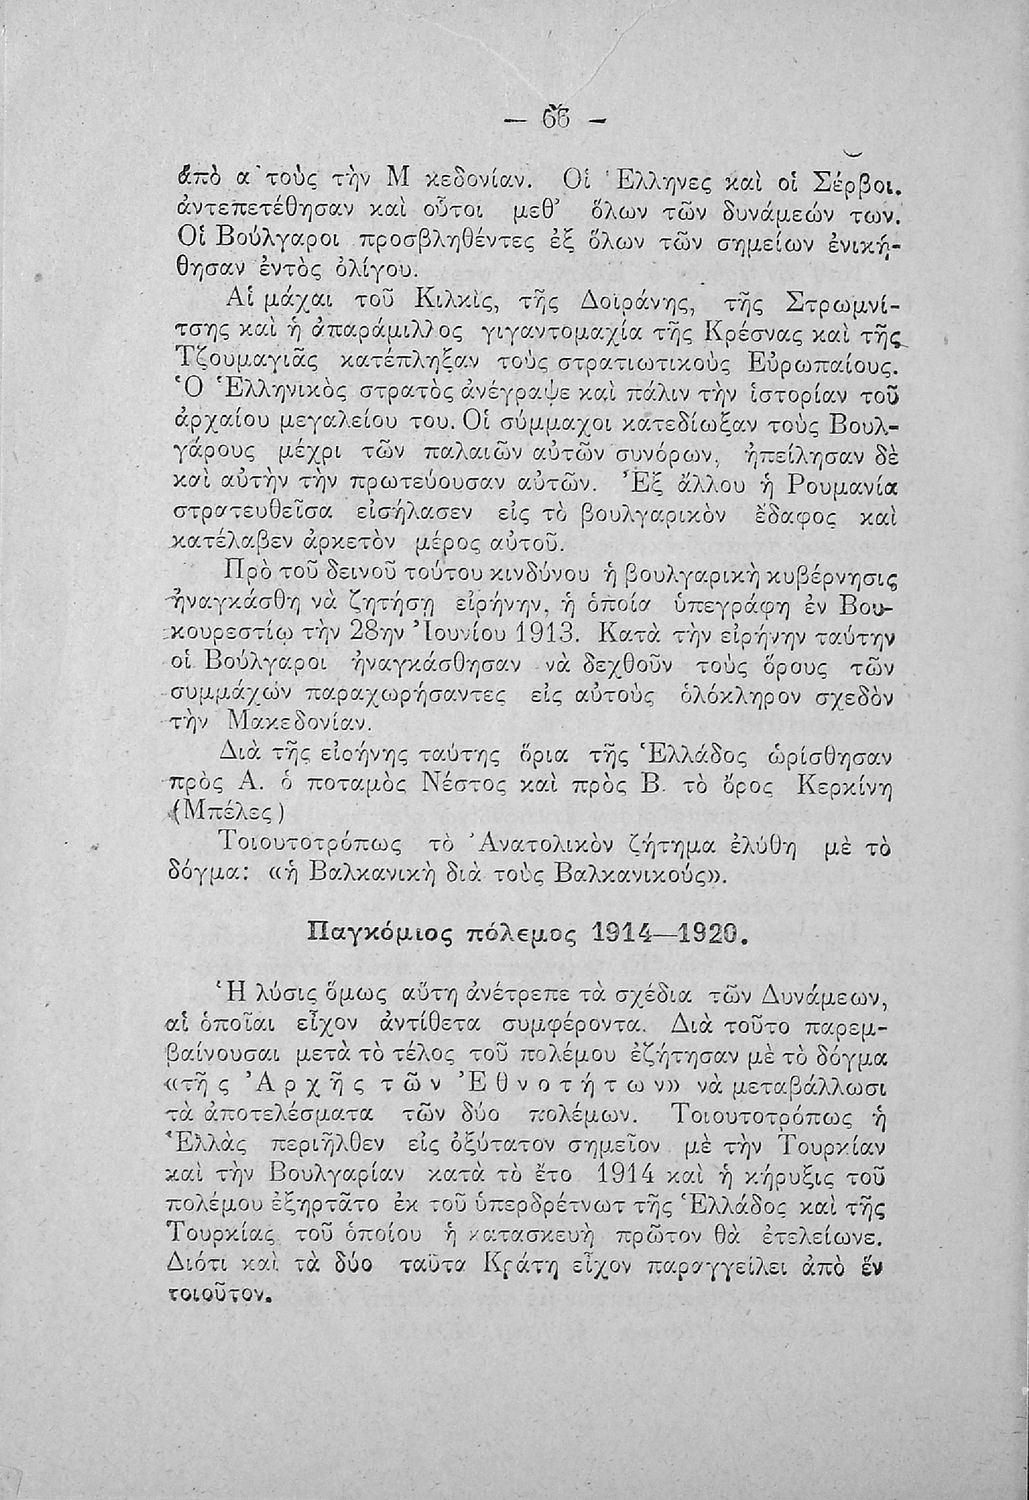 — 66 —
ἀπὸ α τοὺς τὴν Μ κεδονίαν. Οἱ Ἕλληνες καὶ οἱ Σέρβοι.
ἀντεπετέθησαν καὶ οὗτοι μεθ’ ὅλων τῶν δυνάμεών των.
Οἱ Βούλγαροι προσβληθέντες ἐξ ὅλων τῶν σημείων ἐνική-
θησαν ἐντὸς ὀλίγου.
Αἱ μάχαι τοῦ Κιλκὶς, τῆς Δοϊράνης, τῆς Στρωμνί-
τσης καὶ ἡ ἀπαράμιλλος γιγαντομαχία τῆς Κρέσνας καὶ τῆς
Τζουμαγιᾶς κατέπληξαν τοὺς στρατιωτικοὺς Εὐρωπαίους.
Ὁ Ἑλληνικὸς στρατὸς ἀνέγραψε καὶ πάλιν τὴν ἱστορίαν τοῦ
ἀρχαίου μεγαλείου του. Οἱ σύμμαχοι κατεδίωξαν τοὺς Βουλ-
γάρους μέχρι τῶν παλαιῶν αὐτῶν συνόρων, ἠπείλησαν δὲ
καὶ αὐτὴν τὴν πρωτεύουσαν αὐτῶν. Ἐξ ἄλλου ἡ Ρουμανία
στρατευθεῖσα εἰσήλασεν εἰς τὸ βουλγαρικὸν ἔδαφος καὶ
κατέλαβεν ἀρκετὸν μέρος αὐτοῦ.
Πρὸ τοῦ δεινοῦ τούτου κινδύνου ἡ βουλγαρικὴ κυβέρνησις
ἠναγκάσθη νὰ ζητήσῃ εἰρήνην, ἡ ὁποία ὑπεγράφη ἐν Βου-
κουρεστίῳ τὴν 28ην Ἰουνίου 1913. Κατὰ τὴν εἰρήνην ταύτην
οἱ Βούλγαροι ἠναγκάσθησαν νὰ δεχθοῦν τοὺς ὅρους τῶν
συμμάχων παραχωρήσαντες εἰς αὐτοὺς ὁλόκληρον σχεδὸν
τὴν Μακεδονίαν.
Διὰ τῆς εἰρήνης ταύτης ὅρια τῆς Ἑλλάδος ὡρίσθησαν
πρὸς Α. ὁ ποταμὸς Νέστος καὶ πρὸς Β. τὸ ὄρος Κερκίνη
(Μπέλες)
Τοιουτοτρόπως τὸ Ἀνατολικὸν ζήτημα ἐλύθη μὲ τὸ
δόγμα: «ἡ Βαλκανικὴ διὰ τοὺς Βαλκανικούς».
Παγκόμιος πόλεμος 1914—1920.
Ἡ λύσις ὅμως αὕτη ἀνέτρεπε τὰ σχέδια τῶν Δυνάμεων,
αἱ ὁποῖαι εἶχον ἀντίθετα συμφέροντα. Διὰ τοῦτο παρεμ-
βαίνουσαι μετὰ τὸ τέλος τοῦ πολέμου ἐζήτησαν μὲ τὸ δόγμα
«τῆς Ἀρχῆς τῶν Ἐθνοτήτων» νὰ μεταβάλλωσι
τὰ ἀποτελέσματα τῶν δύο πολέμων. Τοιουτοτρόπως ἡ
Ἑλλὰς περιῆλθεν εἰς ὀξύτατον σημεῖον μὲ τὴν Τουρκίαν
καὶ τὴν Βουλγαρίαν κατὰ τὸ ἔτο 1914 καὶ ἡ κήρυξις τοῦ
πολέμου ἐξηρτᾶτο ἐκ τοῦ ὑπερδρέτνωτ τῆς Ἑλλάδος καὶ τῆς
Τουρκίας τοῦ ὁποίου ἡ κατασκευὴ πρῶτον θὰ ἐτελείωνε.
Διότι καὶ τὰ δύο ταῦτα Κράτη εἶχον παραγγείλει ἀπὸ ἓν
τοιοῦτον.